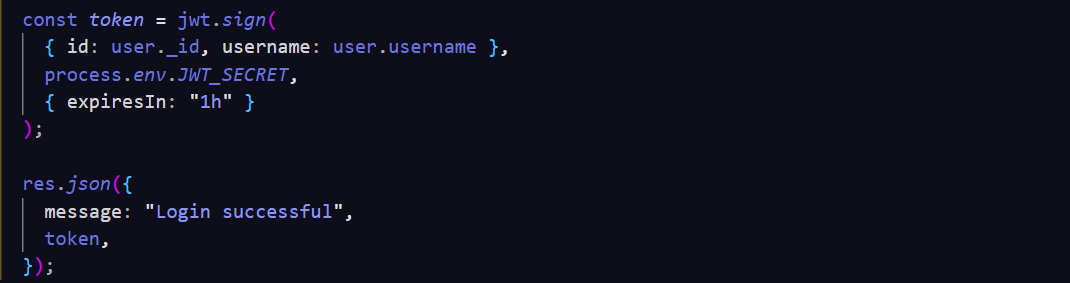 const token = jwt.sign(
  { id: user._id, username: user.username },
  process.env.JWT_SECRET,
  { expiresIn: "1h" }
);

res.json({
  message: "Login successful",
  token,
});